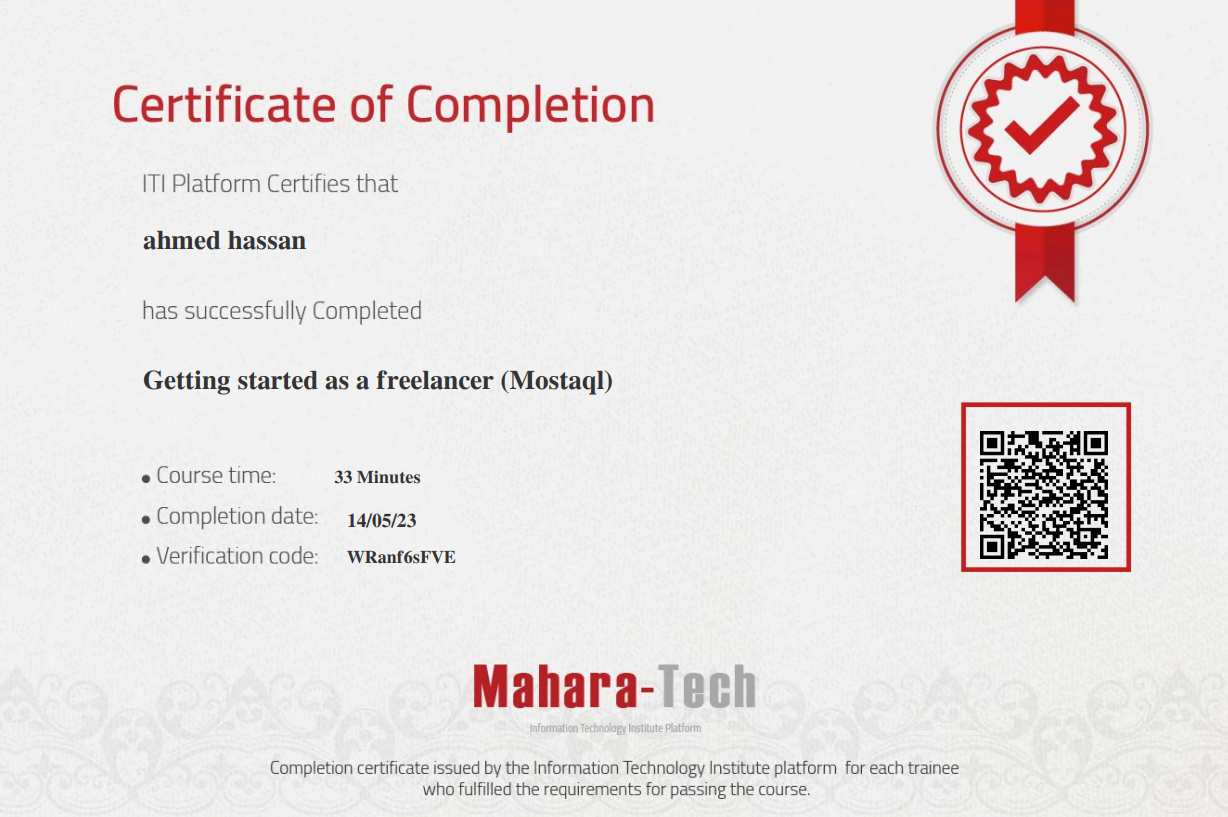 Certificate of Completion
ITI Platform Certifies that
ahmed hassan
has successfully Completed
Getting started as a freelancer (Mostaql)
Course time: 33 Minutes
Completion date: 14/05/23
Verification code: WRanf6sFVE
Mahara-Tech
Information Technology Institute Platform
Completion certificate issued by the Information Technology Institute platform for each trainee
who fulfilled the requirements for passing the course.